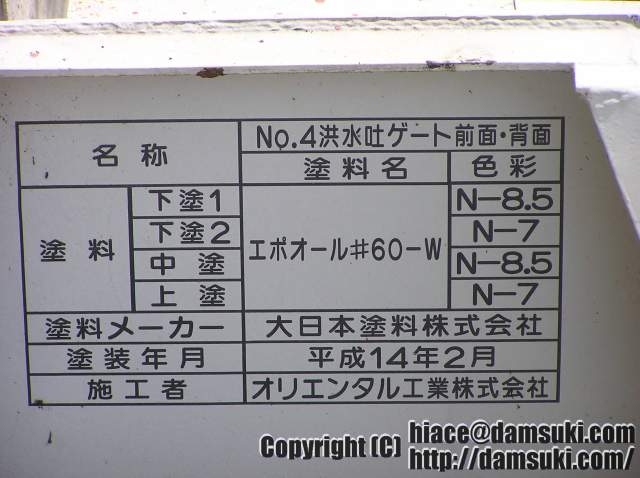 名称 No.4洪水吐ゲート前面・背面
塗料名 色彩
塗料 下塗1 エポオール#60-W N-8.5
下塗2 N-7
中塗 N-8.5
上塗 N-7
塗料メーカー 大日本塗料株式会社
塗装年月 平成14年2月
施工者 オリエンタル工業株式会社
Copyright (C) hiace@damsuki.com
http://damsuki.com/